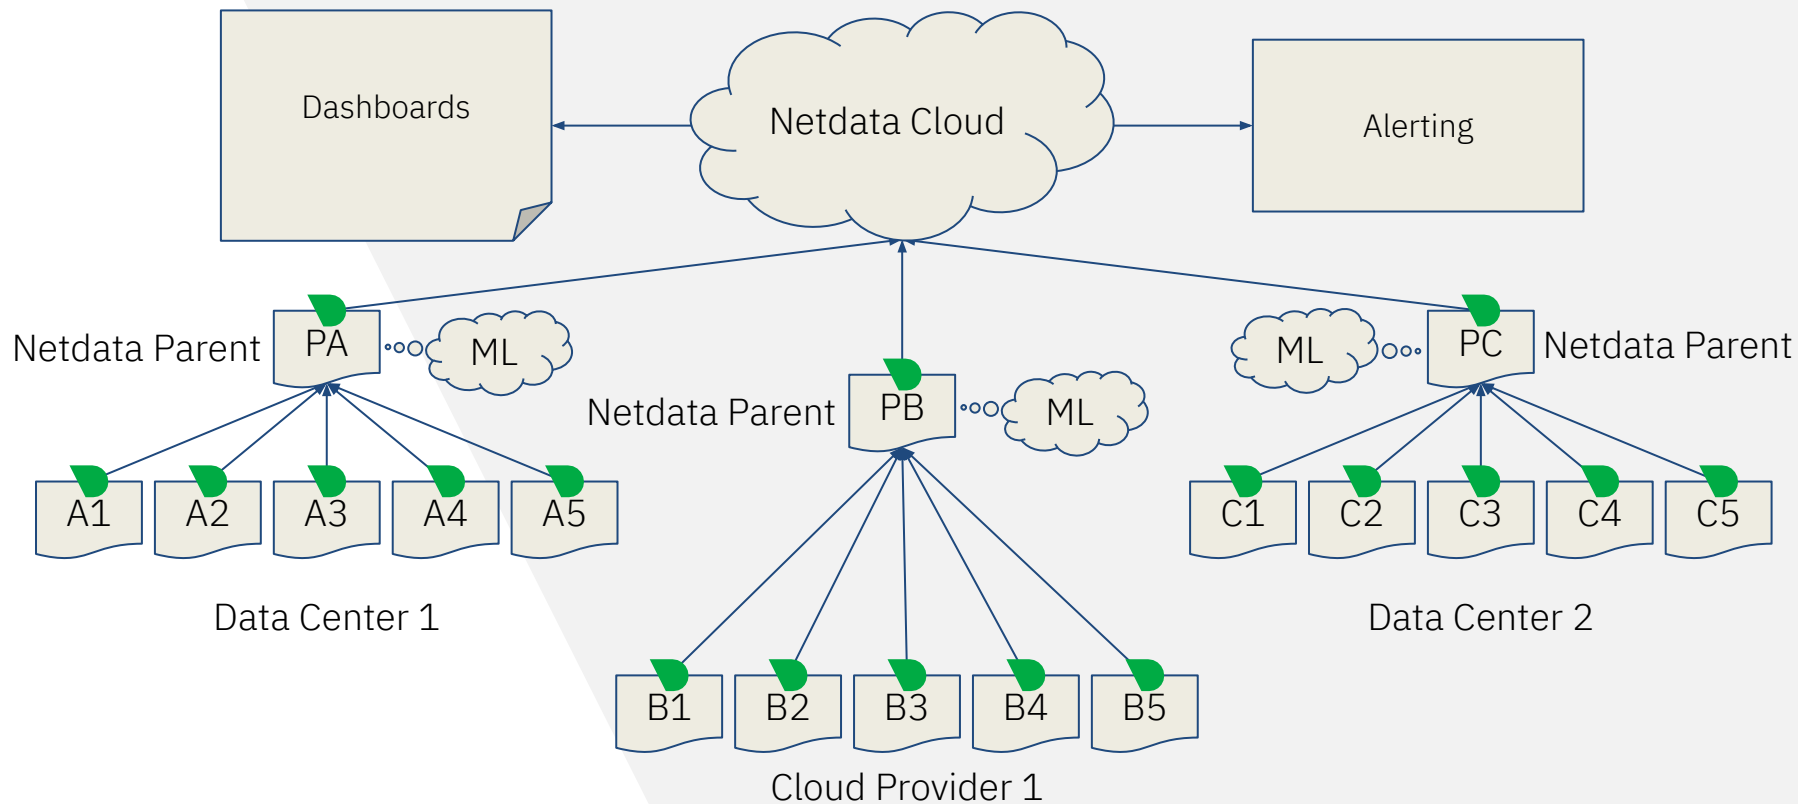 Dashboards
Netdata Cloud
Alerting
Netdata Parent
PA
ML
Netdata Parent
PB
ML
ML
PC
Netdata Parent
A1
A2
A3
A4
A5
C1
C2
C3
C4
C5
Data Center 1
Data Center 2
B1
B2
B3
B4
B5
Cloud Provider 1